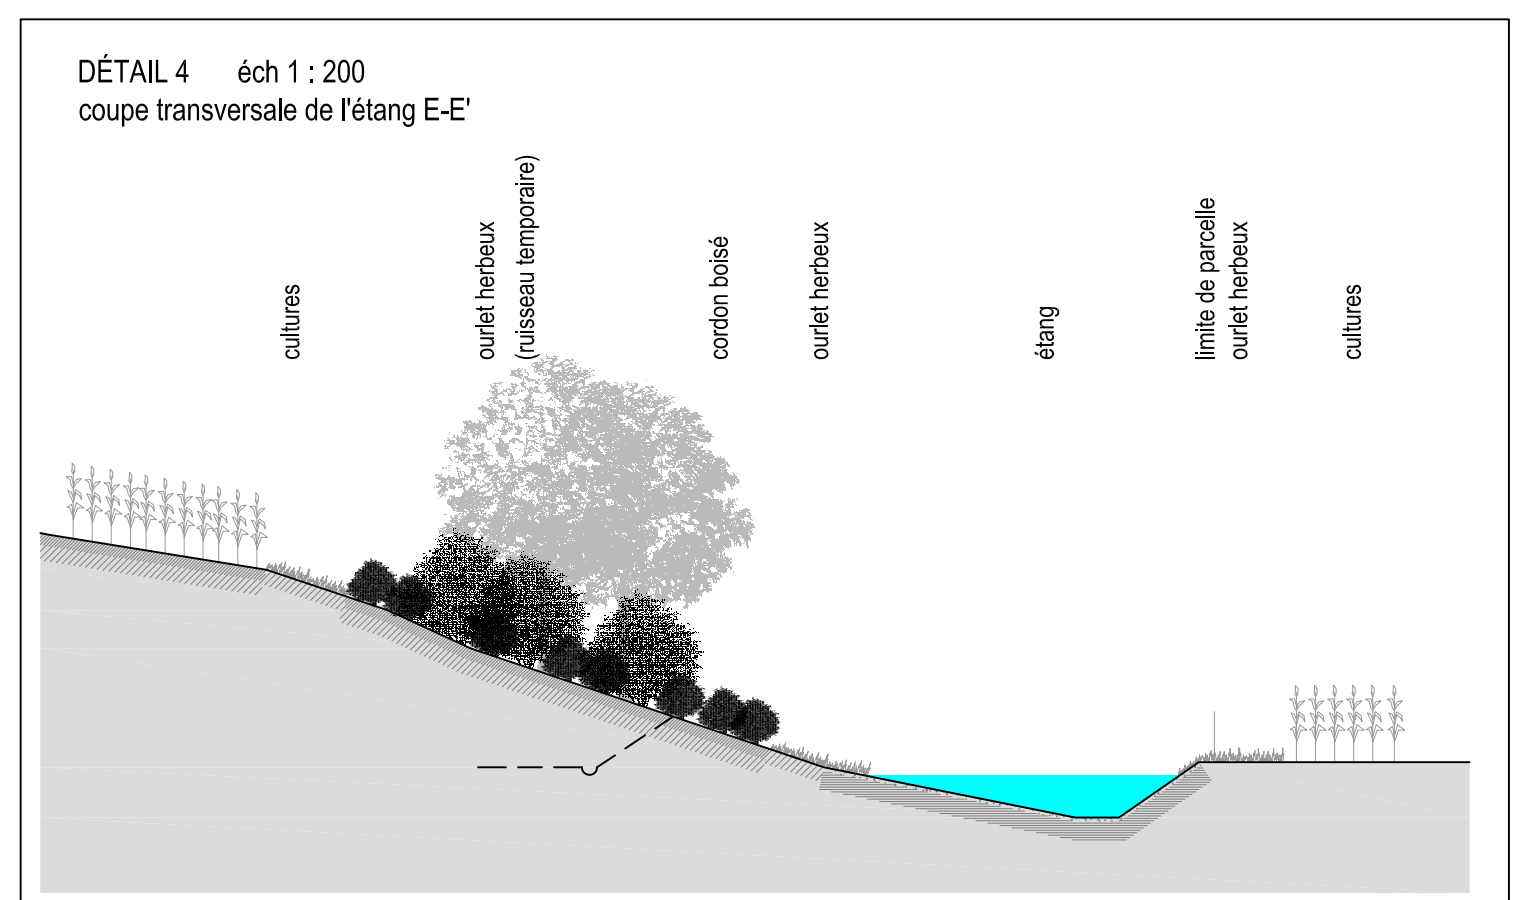 DÉTAIL 4 éch 1 : 200
coupe transversale de l'étang E-E'
cultures
ourlet herbeux
(ruisseau temporaire)
cordon boisé
ourlet herbeux
étang
limite de parcelle
ourlet herbeux
cultures